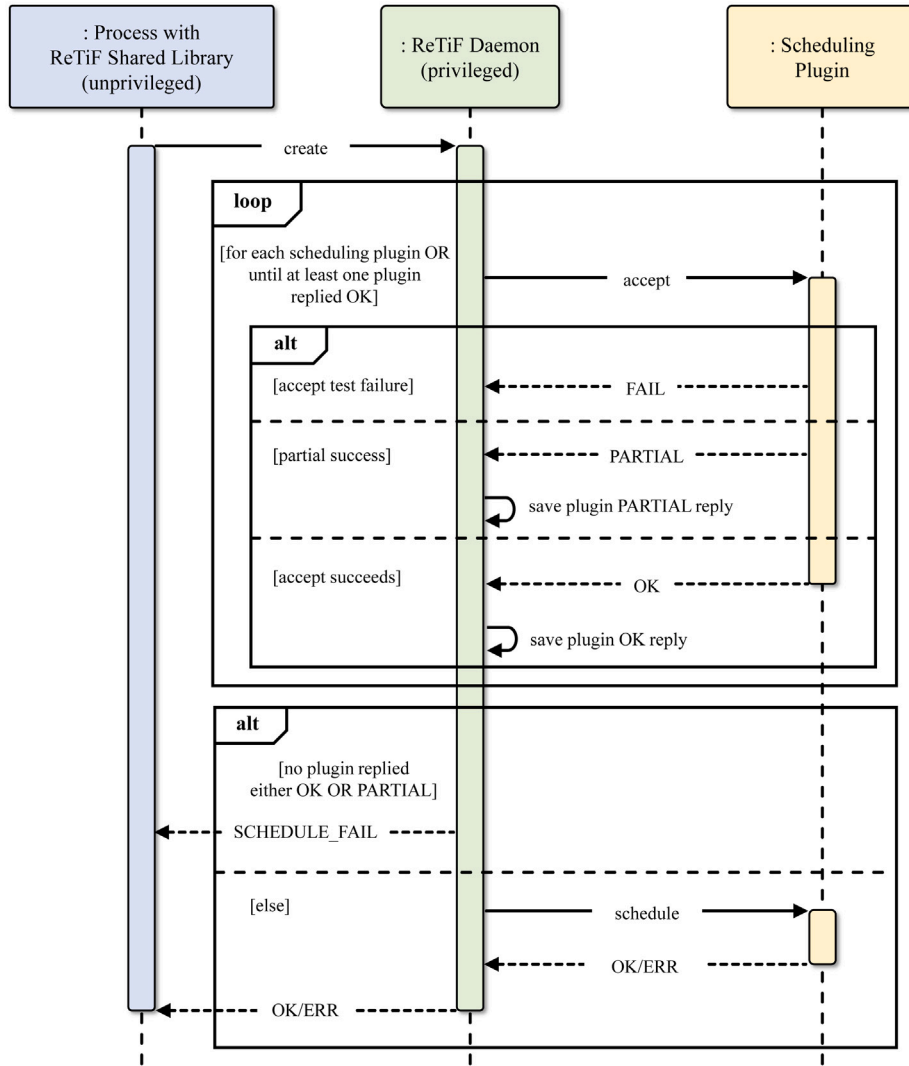 : Process with
ReTiF Shared Library
(unprivileged)
: ReTiF Daemon
(privileged)
: Scheduling
Plugin
create
loop
[for each scheduling plugin OR
until at least one plugin
replied OK]
accept
alt
[accept test failure]
FAIL
[partial success]
PARTIAL
save plugin PARTIAL reply
[accept succeeds]
OK
save plugin OK reply
alt
[no plugin replied
either OK OR PARTIAL]
SCHEDULE_FAIL
[else]
schedule
OK/ERR
OK/ERR